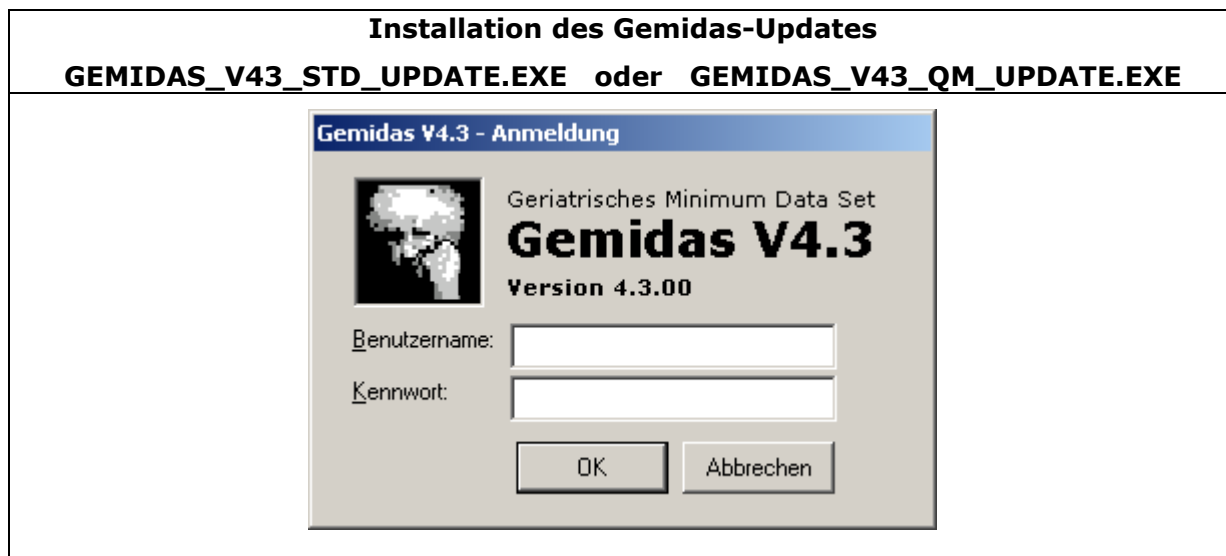 Installation des Gemidas-Updates
GEMIDAS_V43_STD_UPDATE.EXE oder GEMIDAS_V43_QM_UPDATE.EXE
Gemidas V4.3 - Anmeldung
Geriatrisches Minimum Data Set
Gemidas V4.3
Version 4.3.00
Benutzername:
Kennwort:
OK Abbrechen